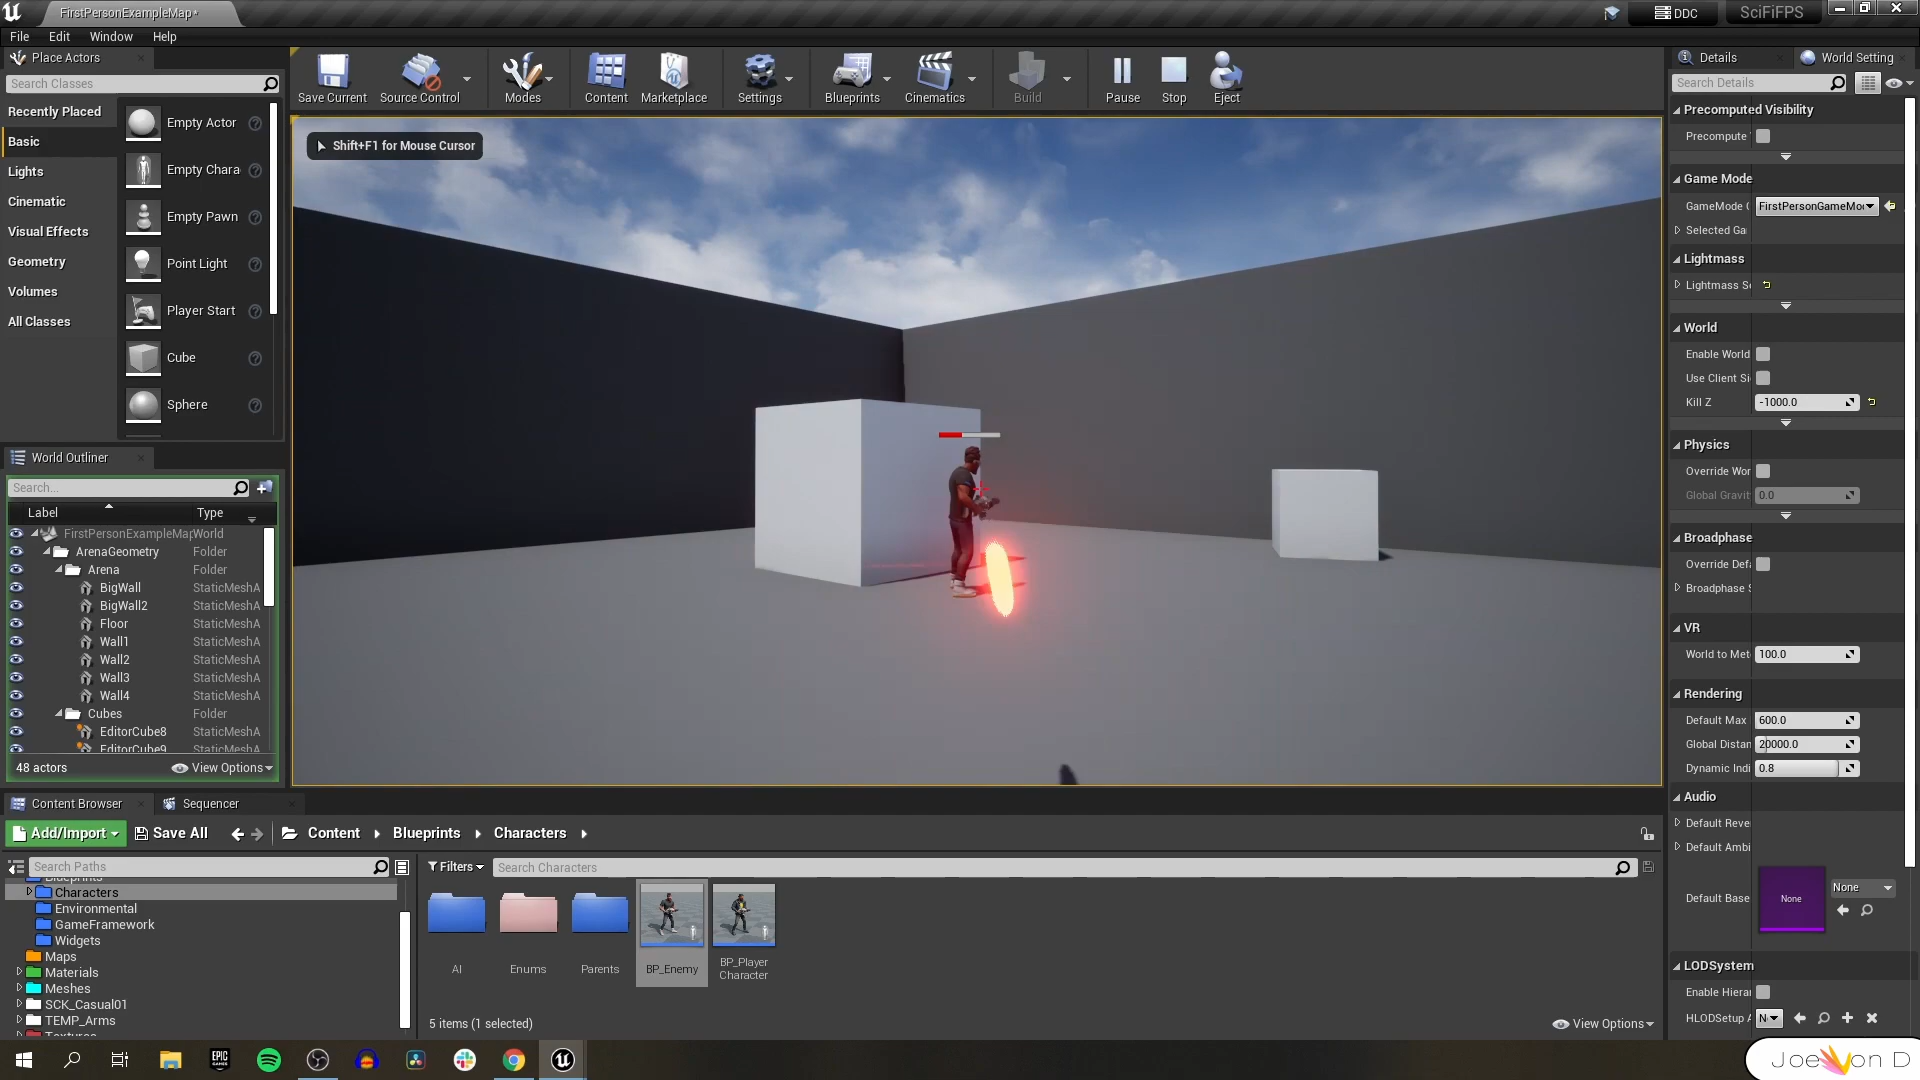 FirstPersonExampleMap*
DDC
SciFiFPS
File
Edit
Window
Help
Place Actors
Search Classes
Recently Placed
Basic
Lights
Cinematic
Visual Effects
Geometry
Volumes
All Classes
Empty Actor
Empty Chara
Empty Pawn
Point Light
Player Start
Cube
Sphere
Save Current
Source Control
Modes
Content
Marketplace
Settings
Blueprints
Cinematics
Build
Pause
Stop
Eject
Shift+F1 for Mouse Cursor
World Outliner
Search...
Label
Type
FirstPersonExampleMap World
ArenaGeometry Folder
Arena Folder
BigWall StaticMeshA
BigWall2 StaticMeshA
Floor StaticMeshA
Wall1 StaticMeshA
Wall2 StaticMeshA
Wall3 StaticMeshA
Wall4 StaticMeshA
Cubes Folder
EditorCube8 StaticMeshA
EditorCube9 StaticMeshA
48 actors
View Options
Details
World Setting
Search Details
Precomputed Visibility
Precompute
Game Mode
GameMode O FirstPersonGameMo
Selected Ga
Lightmass
Lightmass Se
World
Enable World
Use Client Si
Kill Z -1000.0
Physics
Override Wor
Global Gravit 0.0
Broadphase
Override Defa
Broadphase S
VR
World to Met 100.0
Rendering
Default Max 600.0
Global Distan 20000.0
Dynamic Indi 0.8
Audio
Default Reve
Default Ambi
Default Base
None
None
LODSystem
Enable Hierar
HLODSetup A
Content Browser
Sequencer
Add/Import
Save All
Content
Blueprints
Characters
Search Paths
Filters
Search Characters
Blueprints
Characters
Environmental
GameFramework
Widgets
Maps
Materials
Meshes
SCK_Casual01
TEMP_Arms
Textures
AI
Enums
Parents
BP_Enemy
BP_Player
Character
5 items (1 selected)
View Options
EPIC
GAMES
Joe Von D